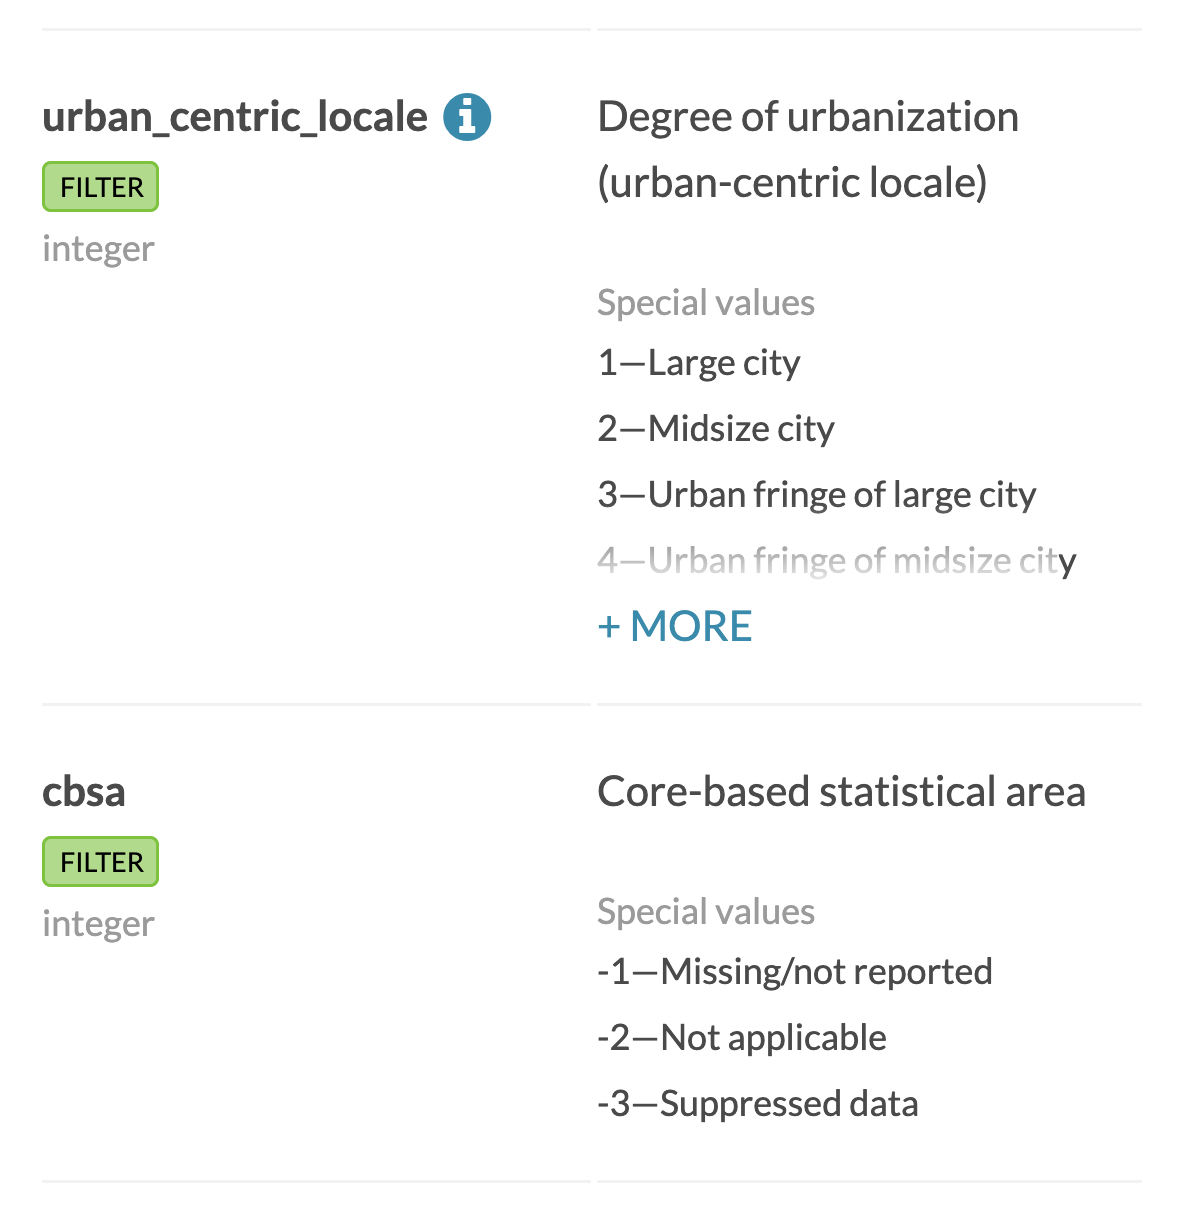 urban_centric_locale
FILTER
integer
Degree of urbanization
(urban-centric locale)
Special values
1—Large city
2—Midsize city
3—Urban fringe of large city
4—Urban fringe of midsize city
+ MORE
cbsa
FILTER
integer
Core-based statistical area
Special values
-1—Missing/not reported
-2—Not applicable
-3—Suppressed data